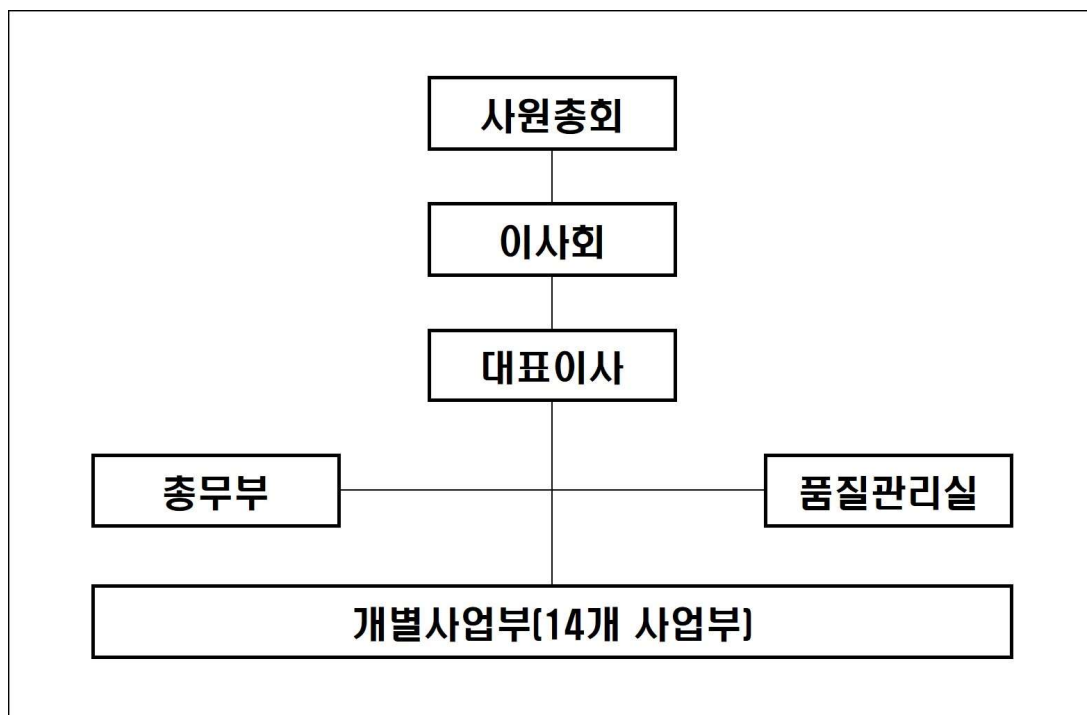 사원총회
이사회
대표이사
총무부
품질관리실
개별사업부(14개 사업부)